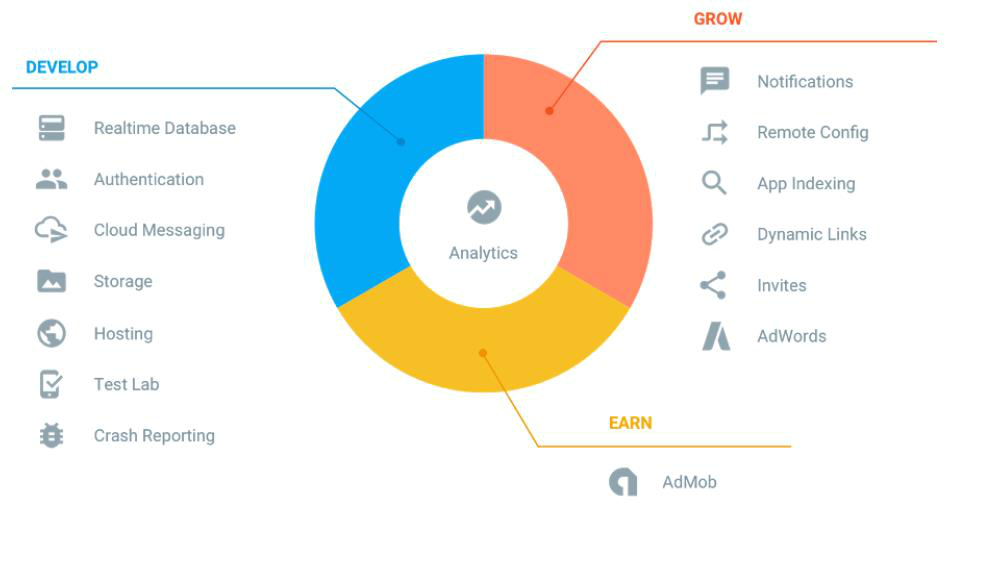 DEVELOP
Realtime Database
Authentication
Cloud Messaging
Storage
Hosting
Test Lab
Crash Reporting
Analytics
GROW
Notifications
Remote Config
App Indexing
Dynamic Links
Invites
AdWords
EARN
AdMob